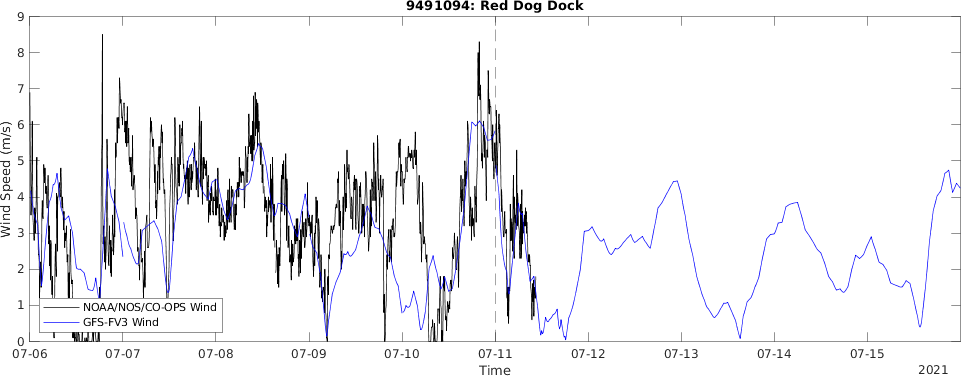 9491094: Red Dog Dock
Wind Speed (m/s)
9
8
7
6
5
4
3
2
1
0
NOAA/NOS/CO-OPS Wind
GFS-FV3 Wind
07-06 07-07 07-08 07-09 07-10 07-11 07-12 07-13 07-14 07-15
Time
2021